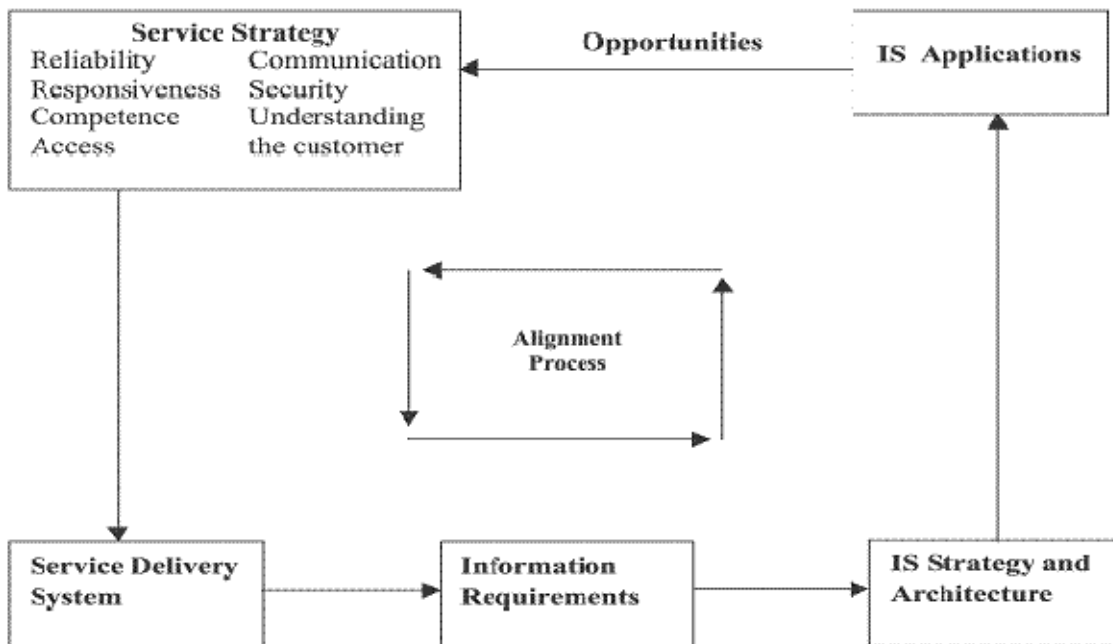 Service Strategy
Reliability Communication
Responsiveness Security
Competence Understanding
Access the customer
Opportunities
IS Applications
Alignment
Process
Service Delivery
System
Information
Requirements
IS Strategy and
Architecture